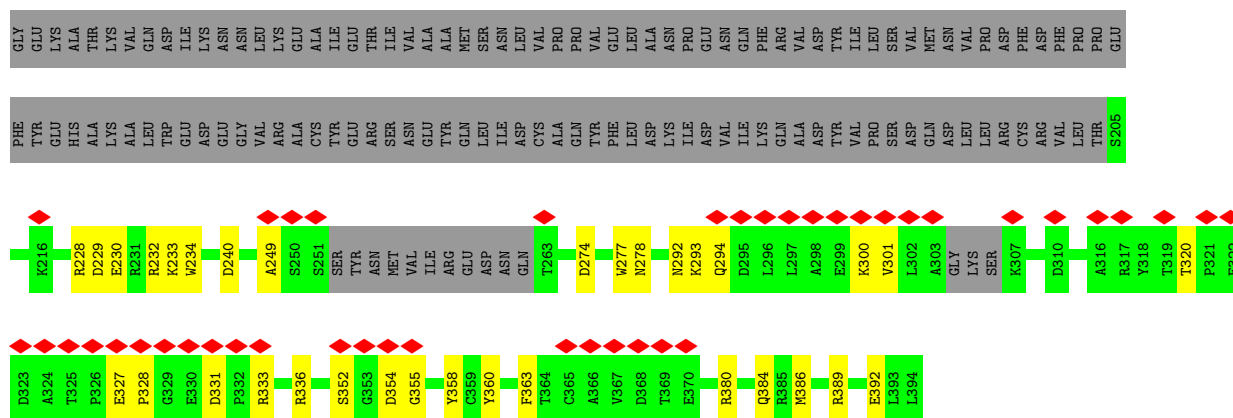 GLY GLU LYS ALA THR LYS VAL GLN ASP ILE LYS ASN ASN LEU LYS GLU ALA ILE GLU THR ILE VAL ALA ALA MET SER ASN LEU VAL PRO PRO VAL GLU LEU ALA ASN PRO GLU ASN GLN PHE ARG VAL ASP TYR ILE LEU SER VAL MET ASN VAL PRO ASP PHE ASP PHE PRO PRO GLU
PHE TYR GLU HIS ALA LYS ALA LEU TRP GLU ASP GLU GLY VAL ARG ALA CYS TYR GLU ARG SER ASN GLU TYR GLN LEU ILE ASP CYS ALA GLN TYR PHE LEU ASP LYS ILE ASP VAL ILE LYS GLN ALA ASP TYR VAL PRO SER ASP GLN ASP LEU LEU ARG CYS ARG VAL LEU THR S205
K216 R228 D229 E230 R231 R232 K233 W234 D240 A249 S250 S251 SER TYR ASN MET VAL ILE ARG GLU ASP ASN GLN T263 D274 W277 N278 N292 K293 Q294 D295 L296 L297 A298 E299 K300 V301 L302 A303 GLY LYS SER K307 D310 A316 R317 Y318 T319 T320 P321
D323 A324 T325 P326 E327 P328 G329 E330 D331 P332 R333 R336 S352 G353 D354 G355 Y358 C359 Y360 F363 T364 C365 A366 V367 D368 T369 E370 R380 Q384 R385 M386 R389 E392 L393 L394